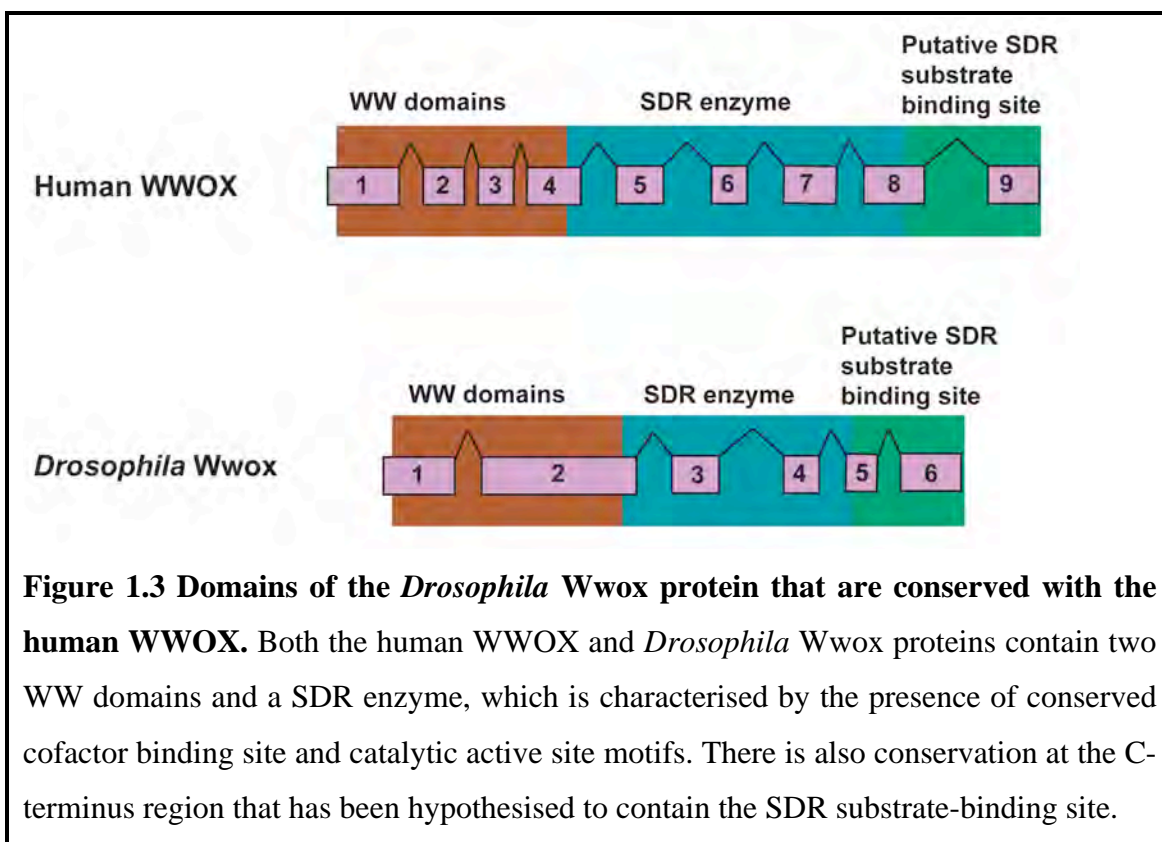 Putative SDR
substrate
binding site
WW domains SDR enzyme
Human WWOX
1 2 3 4 5 6 7 8 9
Putative SDR
substrate
binding site
WW domains SDR enzyme
Drosophila Wwox
1 2 3 4 5 6
Figure 1.3 Domains of the Drosophila Wwox protein that are conserved with the
human WWOX. Both the human WWOX and Drosophila Wwox proteins contain two
WW domains and a SDR enzyme, which is characterised by the presence of conserved
cofactor binding site and catalytic active site motifs. There is also conservation at the C-
terminus region that has been hypothesised to contain the SDR substrate-binding site.